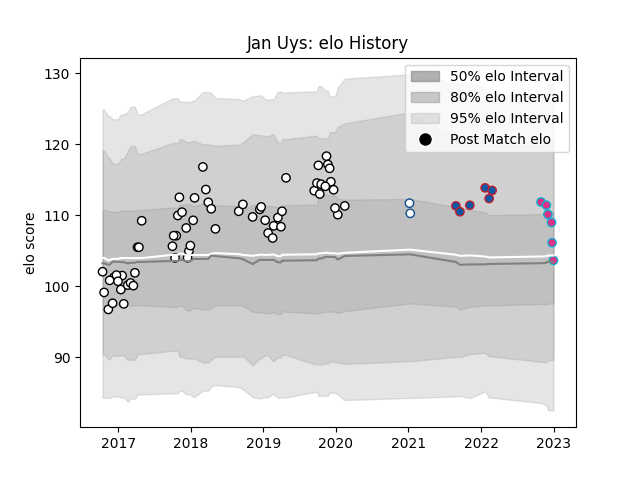 Jan Uys: elo History
elo score
130
120
110
100
90
2017 2018 2019 2020 2021 2022 2023
50% elo Interval
80% elo Interval
95% elo Interval
Post Match elo